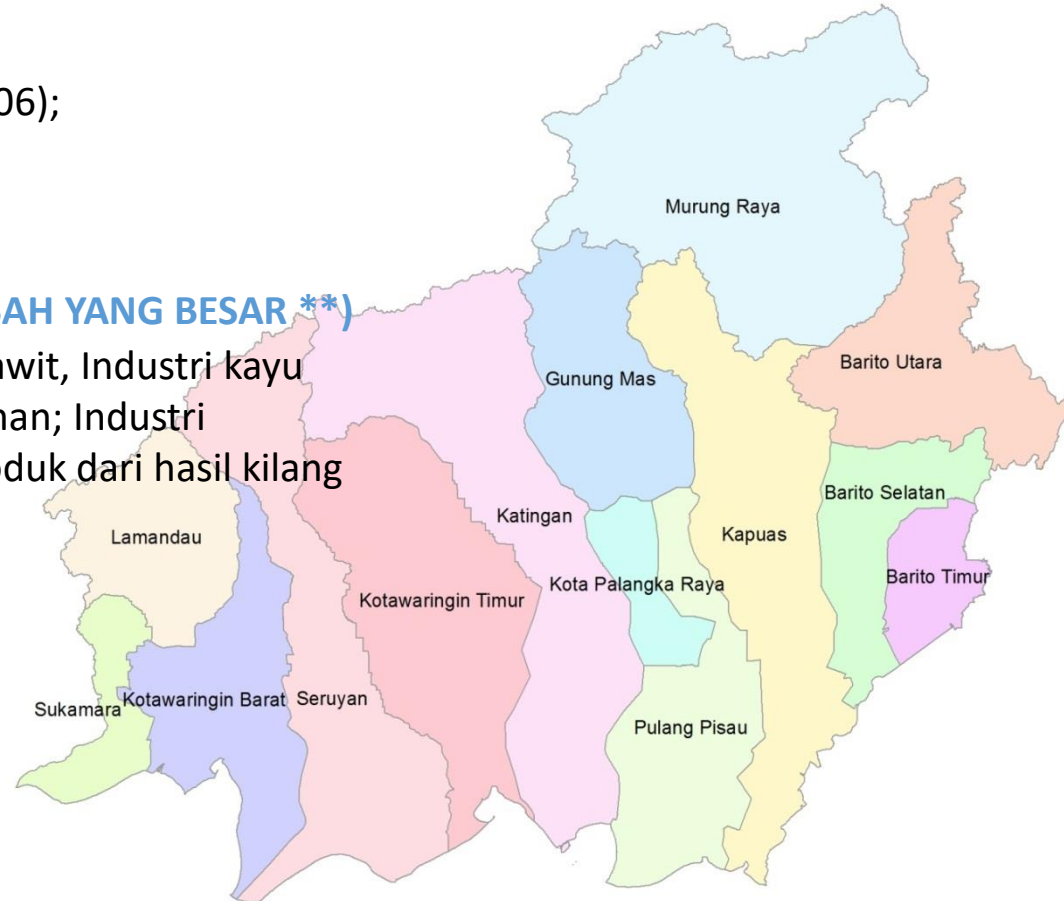 06);
BAH YANG BESAR **)
wit, Industri kayu
nan; Industri
oduk dari hasil kilang
Murung Raya
Barito Utara
Gunung Mas
Barito Selatan
Katingan
Lamandau
Kapuas
Barito Timur
Kota Palangka Raya
Kotawaringin Timur
Sukamara
Kotawaringin Barat
Seruyan
Pulang Pisau